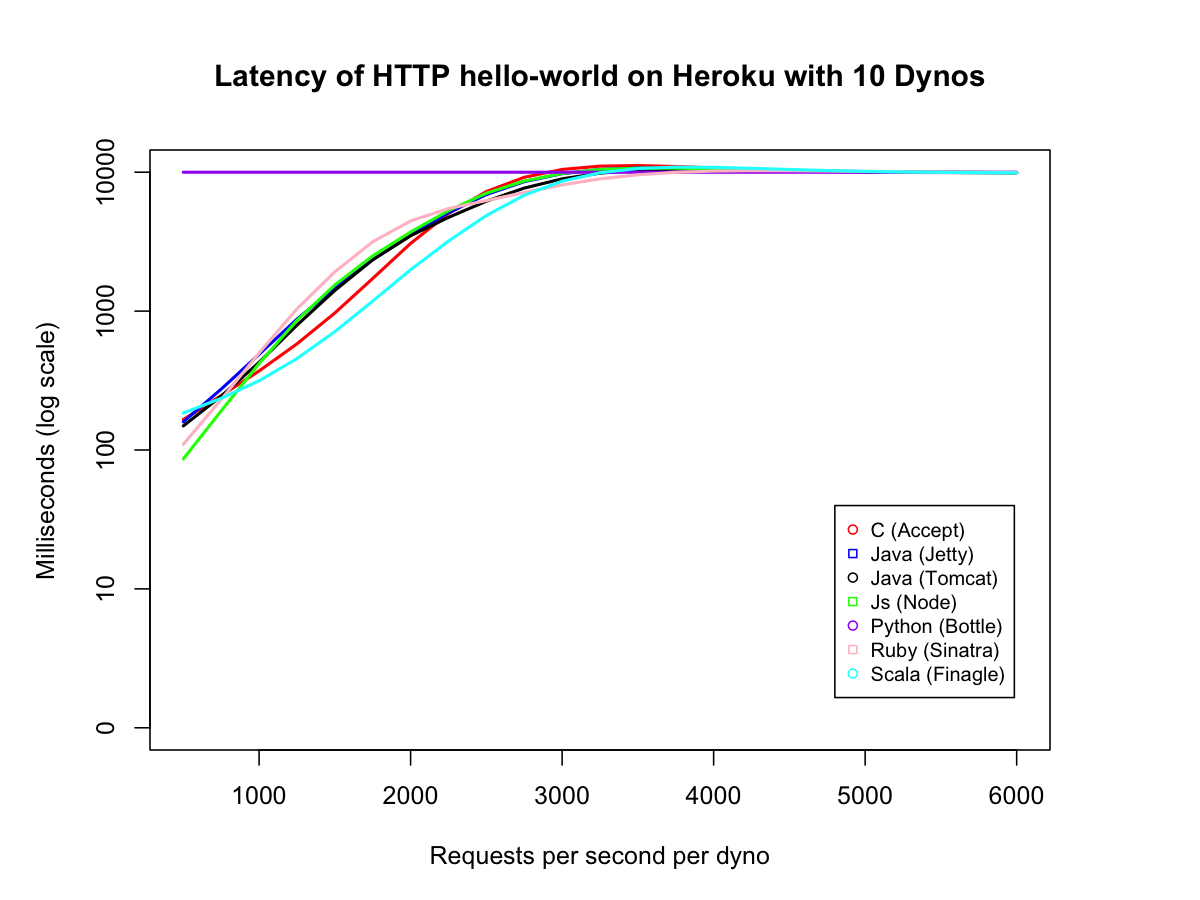 Latency of HTTP hello-world on Heroku with 10 Dynos
Milliseconds (log scale)
10000
1000
100
10
0
C (Accept)
Java (Jetty)
Java (Tomcat)
Js (Node)
Python (Bottle)
Ruby (Sinatra)
Scala (Finagle)
1000 2000 3000 4000 5000 6000
Requests per second per dyno